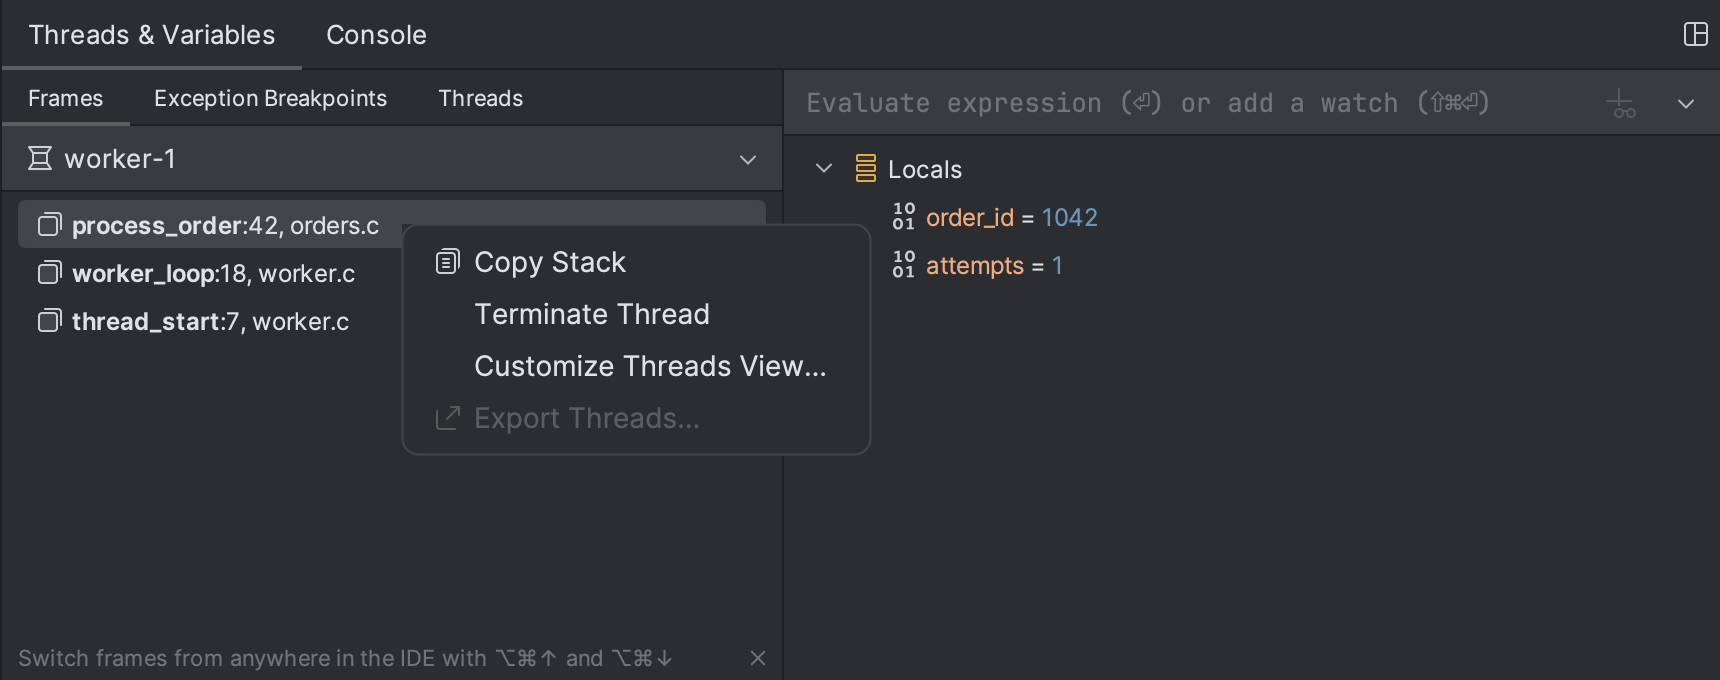 Threads & Variables
Console
Frames
Exception Breakpoints
Threads
worker-1
process_order:42, orders.c
worker_loop:18, worker.c
thread_start:7, worker.c
Copy Stack
Terminate Thread
Customize Threads View...
Export Threads...
Switch frames from anywhere in the IDE with ⌥⌘↑ and ⌥⌘↓
Evaluate expression (⏎) or add a watch (⇧⌘⏎)
Locals
order_id = 1042
attempts = 1